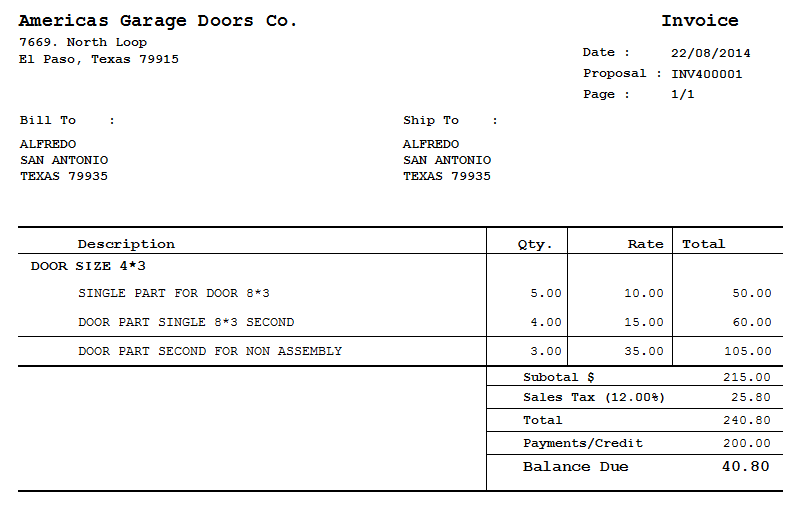 Americas Garage Doors Co.
Invoice
7669. North Loop
El Paso, Texas 79915
Date : 22/08/2014
Proposal : INV400001
Page : 1/1
Bill To :
Ship To :
ALFREDO
ALFREDO
SAN ANTONIO
SAN ANTONIO
TEXAS 79935
TEXAS 79935
Description Qty. Rate Total
DOOR SIZE 4*3
SINGLE PART FOR DOOR 8*3 5.00 10.00 50.00
DOOR PART SINGLE 8*3 SECOND 4.00 15.00 60.00
DOOR PART SECOND FOR NON ASSEMBLY 3.00 35.00 105.00
Subotal $ 215.00
Sales Tax (12.00%) 25.80
Total 240.80
Payments/Credit 200.00
Balance Due 40.80